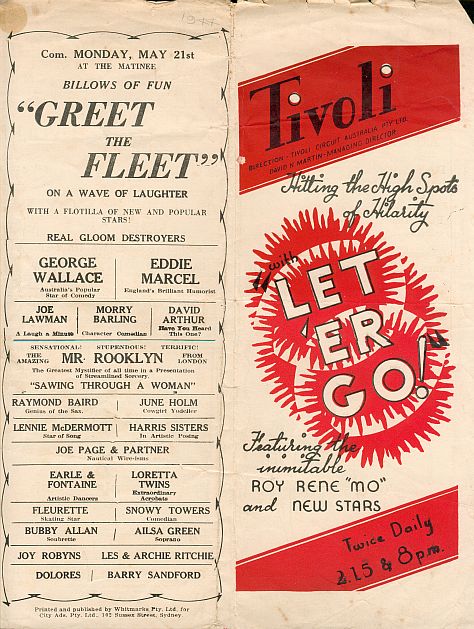 Com. MONDAY, MAY 21st
AT THE MATINEE
BILLOWS OF FUN
"GREET
THE
FLEET"
ON A WAVE OF LAUGHTER
WITH A FLOTILLA OF NEW AND POPULAR
STARS!
REAL GLOOM DESTROYERS
GEORGE WALLACE
Australia's Popular
Star of Comedy
EDDIE MARCEL
England's Brilliant Humorist
JOE LAWMAN
A Laugh a Minute
MORRY BARLING
Character Comedian
DAVID ARTHUR
Have You Heard
This One?
SENSATIONAL! STUPENDOUS! TERRIFIC!
THE AMAZING MR. ROOKLYN FROM LONDON
The Greatest Mystifier of all time in a Presentation
of Streamlined Sorcery.
"SAWING THROUGH A WOMAN"
RAYMOND BAIRD
Genius of the Sax.
JUNE HOLM
Cowgirl Yodeller
LENNIE McDERMOTT
Star of Song
HARRIS SISTERS
In Artistic Posing
JOE PAGE & PARTNER
Nautical Wire-isms
EARLE & FONTAINE
Artistic Dancers
LORETTA TWINS
Extraordinary
Acrobats
FLEURETTE
Skating Star
SNOWY TOWERS
Comedian
BUBBY ALLAN
Soubrette
AILSA GREEN
Soprano
JOY ROBYNS
LES & ARCHIE RITCHIE
DOLORES
BARRY SANDFORD
Printed and published by Whitmarks Pty. Ltd. for
City Ads. Pty. Ltd., 102 Sussex Street, Sydney
Tivoli
DIRECTION - TIVOLI CIRCUIT AUSTRALIA PTY. LTD.
DAVID N. MARTIN - MANAGING DIRECTOR
Hitting the High Spots
of Hilarity
with
"LET
'ER
GO!"
Featuring the
inimitable
ROY RENE "MO"
and NEW STARS
Twice Daily
2.15 & 8 p.m.